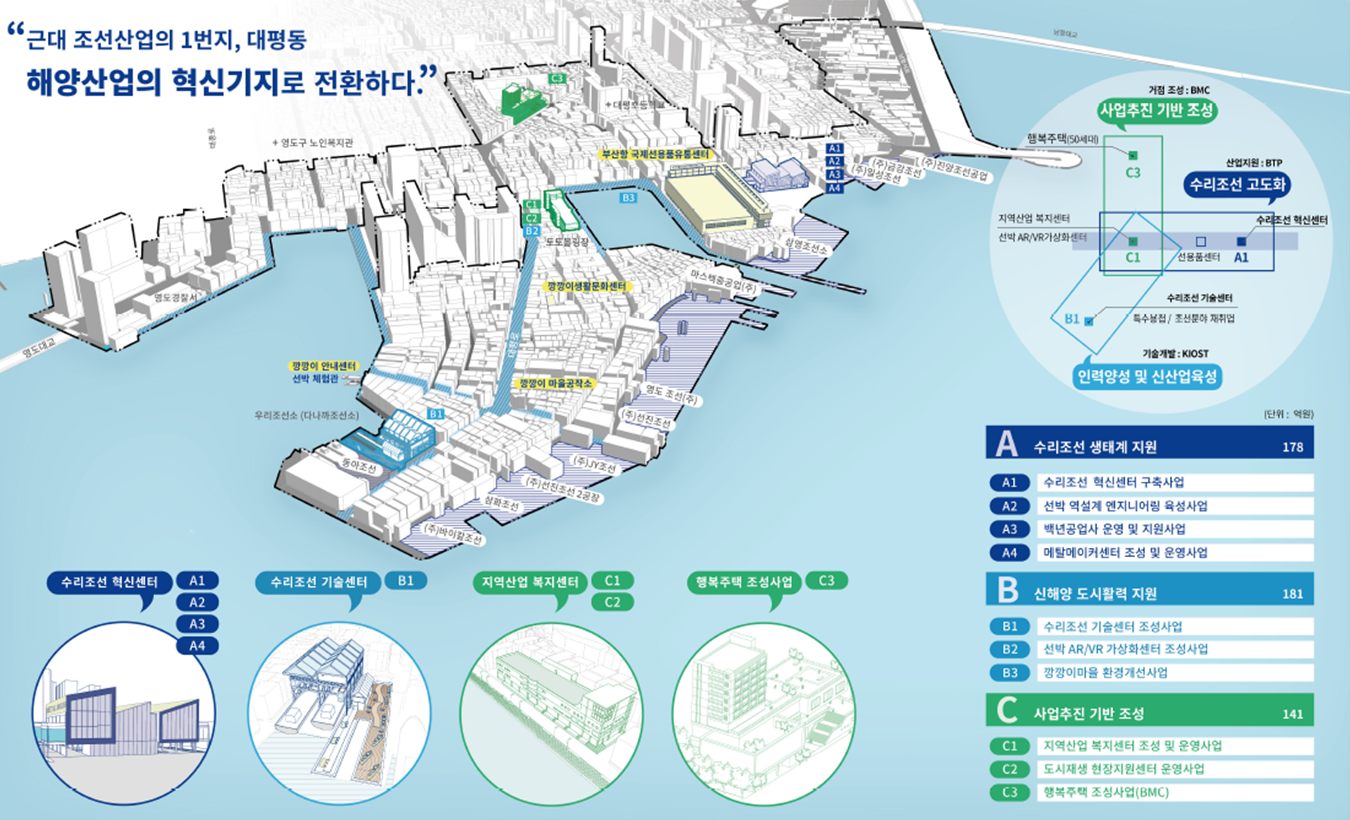 “근대 조선산업의 1번지, 대평동
해양산업의 혁신기지로 전환하다.”
C3
+ 대평초등학교
+ 영도구 노인복지관
부산항 국제선용품유통센터
A1
A2
A3
A4
(주)일성조선
(주)금강조선
(주)진양조선공업
C1
C2
B2
B3
도모물림장
삼영조선소
마스텍중공업(주)
깡깡이생활문화센터
영도경찰서
영도대교
대평로
깡깡이 안내센터
선박 체험관
깡깡이 마을공작소
영도 조선(주)
(주)선진조선
우리조선소 (다나까조선소)
B1
동아조선
(주)JY조선
(주)선진조선 2공장
삼화조선
(주)바이칼조선
거점 조성 : BMC
사업추진 기반 조성
행복주택(50세대)
C3
산업지원 : BTP
수리조선 고도화
지역산업 복지센터
선박 AR/VR가상화센터
수리조선 혁신센터
C1
선용품센터
A1
수리조선 기술센터
B1
특수용접 / 조선분야 재취업
기술개발 : KIOST
인력양성 및 신산업육성
(단위 : 억원)
A 수리조선 생태계 지원 178
A1 수리조선 혁신센터 구축사업
A2 선박 역설계 엔지니어링 육성사업
A3 백년공업사 운영 및 지원사업
A4 메탈메이커센터 조성 및 운영사업
B 신해양 도시활력 지원 181
B1 수리조선 기술센터 조성사업
B2 선박 AR/VR 가상화센터 조성사업
B3 깡깡이마을 환경개선사업
C 사업추진 기반 조성 141
C1 지역산업 복지센터 조성 및 운영사업
C2 도시재생 현장지원센터 운영사업
C3 행복주택 조성사업(BMC)
수리조선 혁신센터 A1
A2
A3
A4
수리조선 기술센터 B1
지역산업 복지센터 C1
C2
행복주택 조성사업 C3